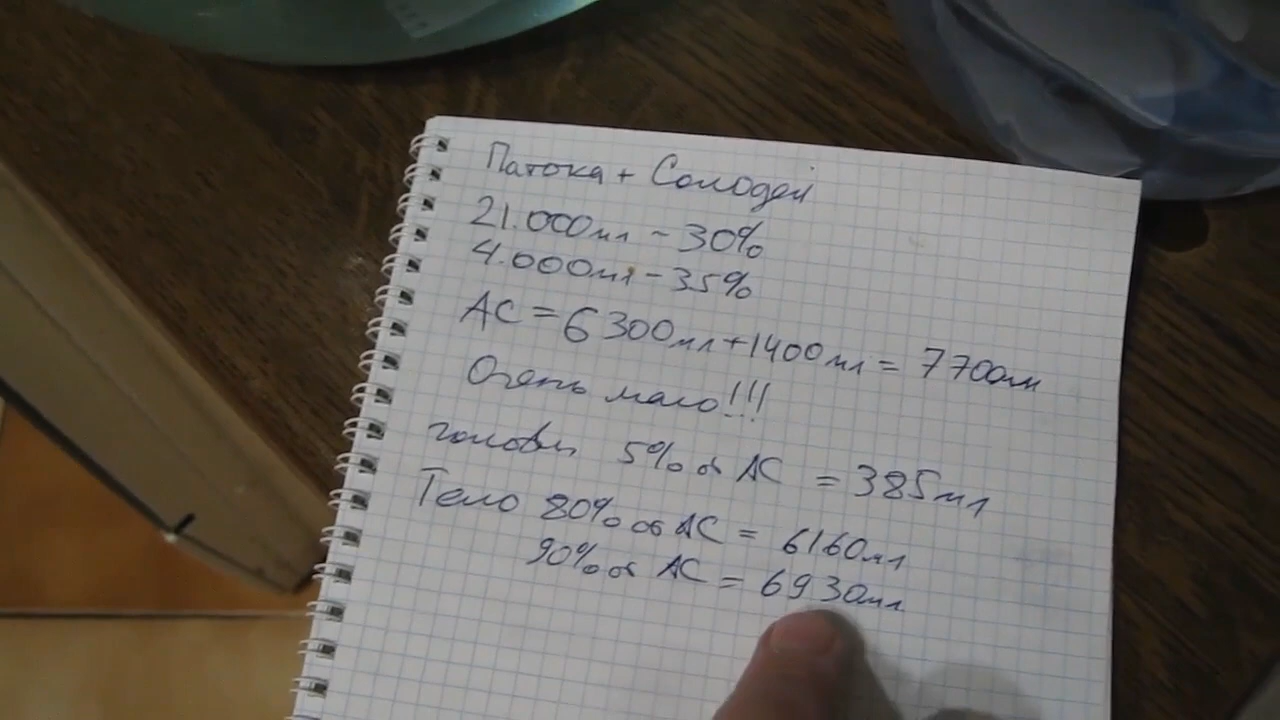 Патока + Солодей
21.000мл - 30%
4.000мл - 35%
АС = 6300мл + 1400мл = 7700мл
Очень мало!!!
головы 5% от АС = 385мл
Тело 80% от АС = 6160мл
90% от АС = 6930мл